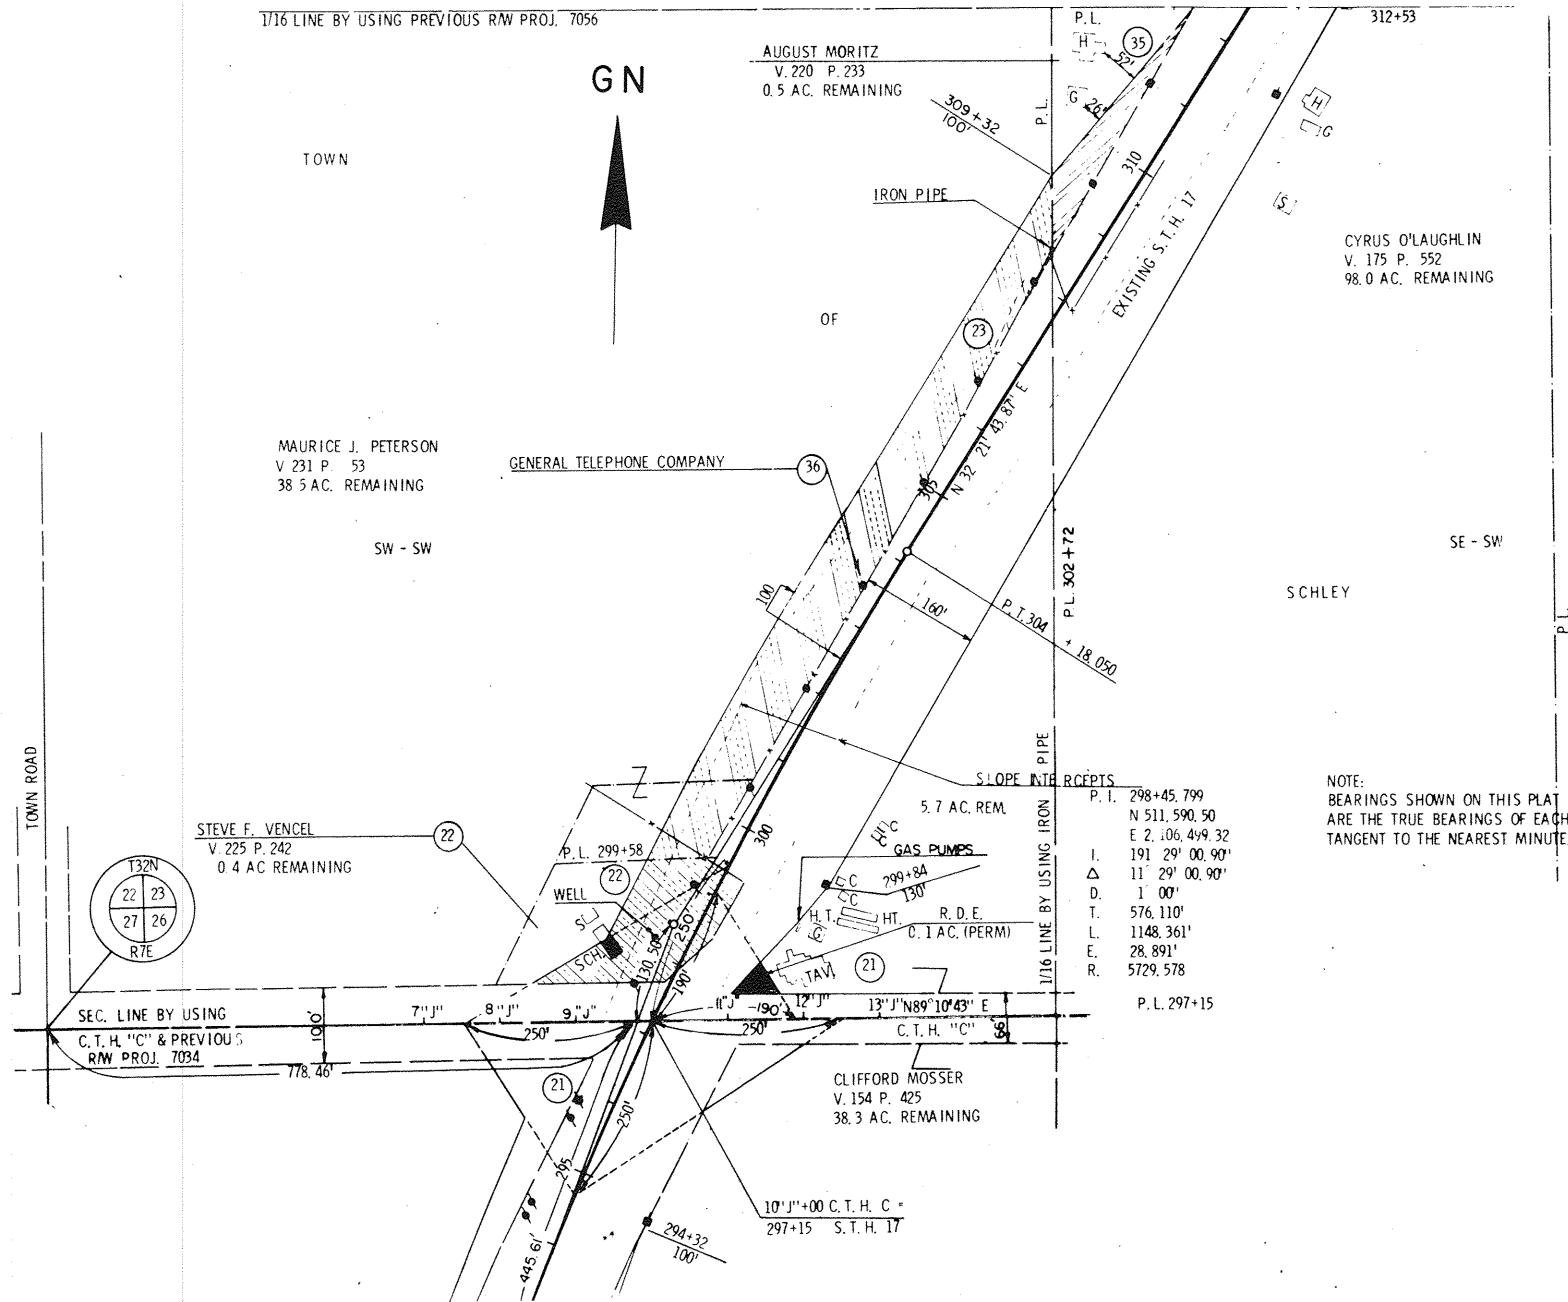 1/16 LINE BY USING PREVIOUS R/W PROJ. 7056
P.L.
312+53
H
35
52'
AUGUST MORITZ
V. 220 P. 233
0.5 AC. REMAINING
GN
G
26'
309+32
100'
P.L.
H
G
TOWN
310
IRON PIPE
S
EXISTING S.T.H. 17
CYRUS O'LAUGHLIN
V. 175 P. 552
98.0 AC. REMAINING
OF
23
N 32 21' 43.87" E
MAURICE J. PETERSON
V 231 P. 53
38 5 AC. REMAINING
GENERAL TELEPHONE COMPANY
36
305
SW - SW
SE - SW
P.L. 302+72
SCHLEY
100
160'
P.T. 304
+ 18.050
P.L.
TOWN ROAD
1/16 LINE BY USING IRON PIPE
SLOPE INTERCEPTS
5.7 AC. REM.
P.I. 298+45.799
N 511,590.50
E 2,106,499.32
I. 191 29' 00.90"
Δ 11 29' 00.90"
D. 1 00"
T. 576.110'
L. 1148.361'
E. 28.891'
R. 5729.578
P.L. 297+15
NOTE:
BEARINGS SHOWN ON THIS PLAT
ARE THE TRUE BEARINGS OF EACH
TANGENT TO THE NEAREST MINUTE
STEVE F. VENCEL
V. 225 P. 242
0.4 AC REMAINING
22
P.L. 299+58
300
22
WELL
C
C
GAS PUMPS
299+84
130'
C
C
H.T.
HT.
G
R.D.E.
0.1 AC. (PERM)
T32N
22 23
27 26
R7E
S
SCH.
130.50
250'
190'
TAV.
21
SEC. LINE BY USING
C.T.H. "C" & PREVIOUS
R/W PROJ. 7034
100'
7"J"
8"J"
9"J"
11"J"
190'
12"J"
13"J"
N89° 10'43" E
250'
250'
C.T.H. "C"
66'
778.46'
21
CLIFFORD MOSSER
V. 154 P. 425
38.3 AC. REMAINING
250'
295
10"J"+00 C.T.H. C =
297+15 S.T.H. 17
294+32
100'
445.61'